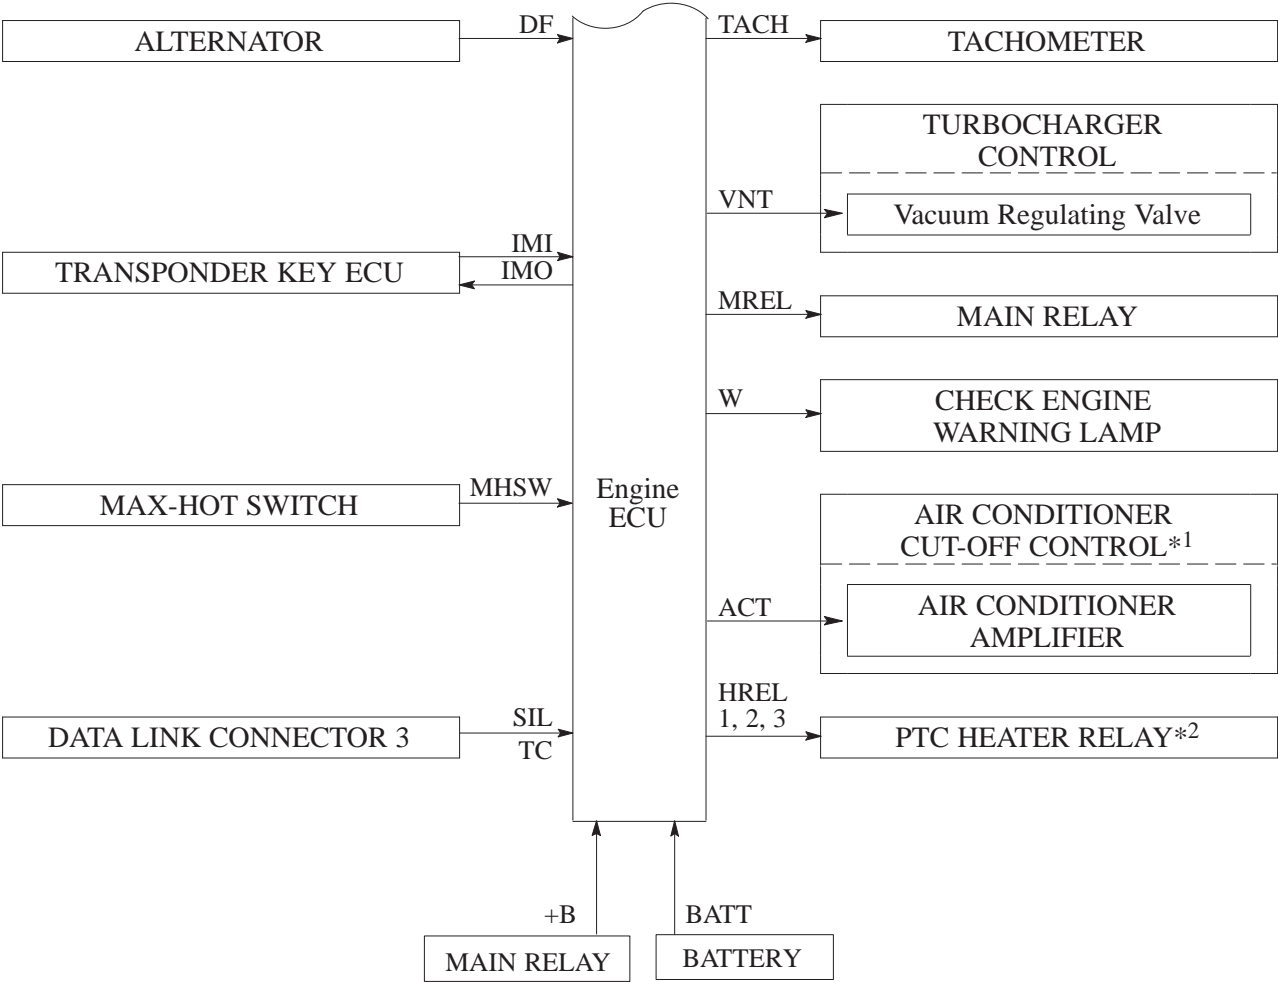 DF
TACH
ALTERNATOR
TACHOMETER
TURBOCHARGER
CONTROL
VNT
Vacuum Regulating Valve
IMI
TRANSPONDER KEY ECU
IMO
MREL
MAIN RELAY
W
CHECK ENGINE
WARNING LAMP
MHSW
MAX-HOT SWITCH
Engine
ECU
AIR CONDITIONER
CUT-OFF CONTROL*1
ACT
AIR CONDITIONER
AMPLIFIER
HREL
1, 2, 3
SIL
DATA LINK CONNECTOR 3
TC
PTC HEATER RELAY*2
+B
BATT
MAIN RELAY
BATTERY